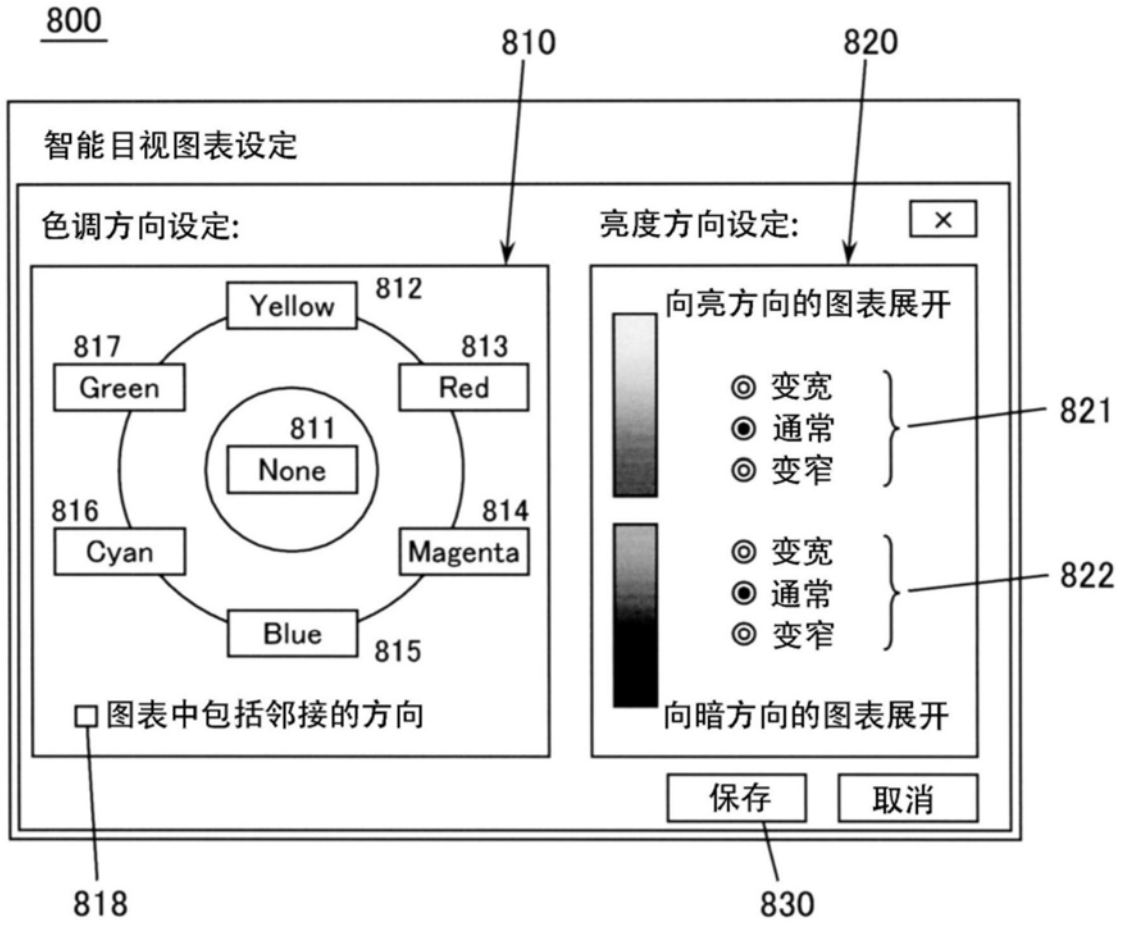 800
810
820
智能目视图表设定
色调方向设定:
亮度方向设定:
×
Yellow
812
817
Green
813
Red
811
None
816
Cyan
814
Magenta
Blue
815
图表中包括邻接的方向
818
向亮方向的图表展开
变宽
通常
变窄
821
变宽
通常
变窄
822
向暗方向的图表展开
保存
取消
830